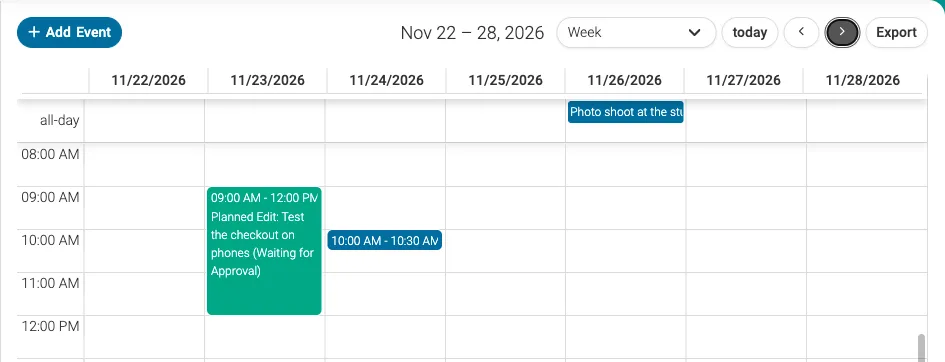 + Add Event
Nov 22 – 28, 2026
Week
today
Export
11/22/2026
11/23/2026
11/24/2026
11/25/2026
11/26/2026
11/27/2026
11/28/2026
all-day
Photo shoot at the
08:00 AM
09:00 AM
09:00 AM - 12:00 PM
Planned Edit: Test
the checkout on
phones (Waiting for
Approval)
10:00 AM
10:00 AM - 10:30 AM
11:00 AM
12:00 PM